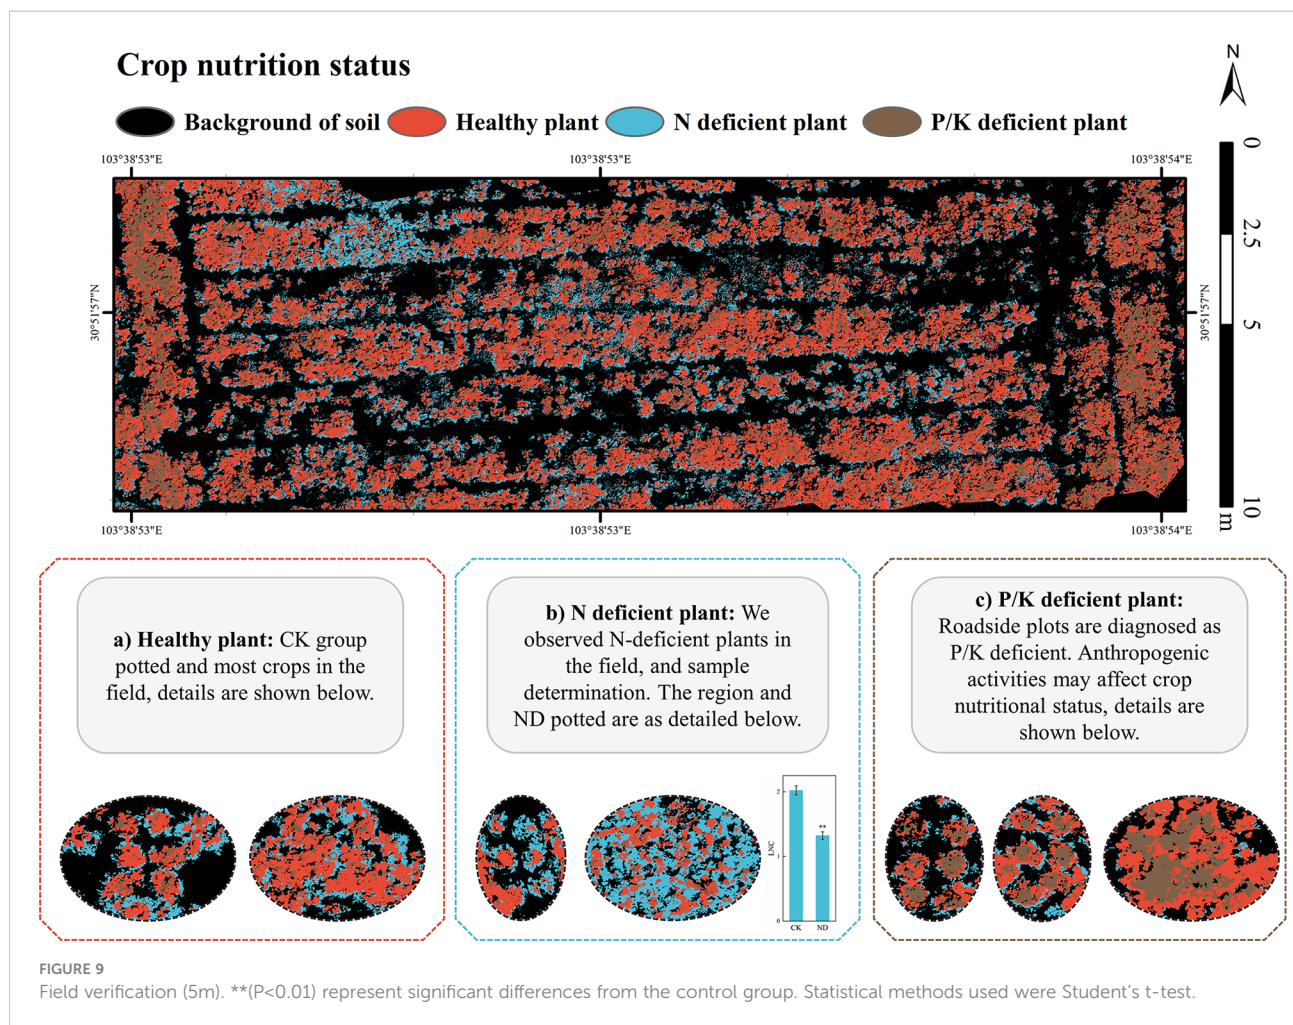 Crop nutrition status
N
Background of soil
Healthy plant
N deficient plant
P/K deficient plant
103°38'53"E
103°38'53"E
103°38'54"E
0
2.5
5
10
m
30°51'57"N
30°51'57"N
103°38'53"E
103°38'53"E
103°38'54"E
a) Healthy plant: CK group
potted and most crops in the
field, details are shown below.
b) N deficient plant: We
observed N-deficient plants in
the field, and sample
determination. The region and
ND potted are as detailed below.
c) P/K deficient plant:
Roadside plots are diagnosed as
P/K deficient. Anthropogenic
activities may affect crop
nutritional status, details are
shown below.
2
1
0
LNC
**
CK
ND
FIGURE 9
Field verification (5m). **(P<0.01) represent significant differences from the control group. Statistical methods used were Student's t-test.